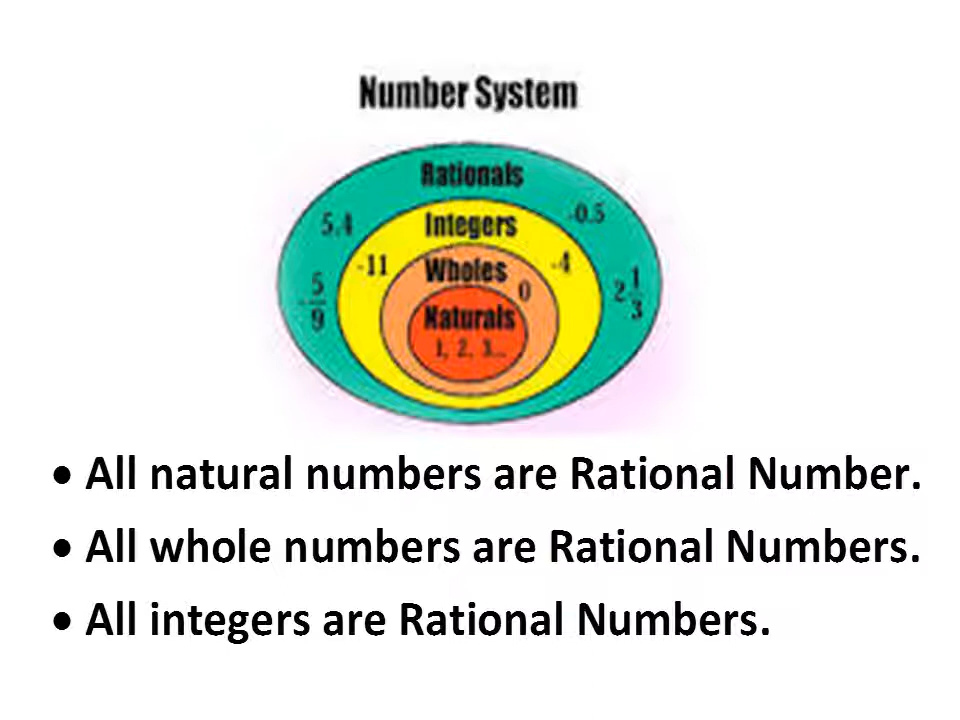 Number System
Rationals
5.4
-0.5
Integers
-11
-4
Wholes
0
-5/9
2 1/3
Naturals
1, 2, 3...
• All natural numbers are Rational Number.
• All whole numbers are Rational Numbers.
• All integers are Rational Numbers.